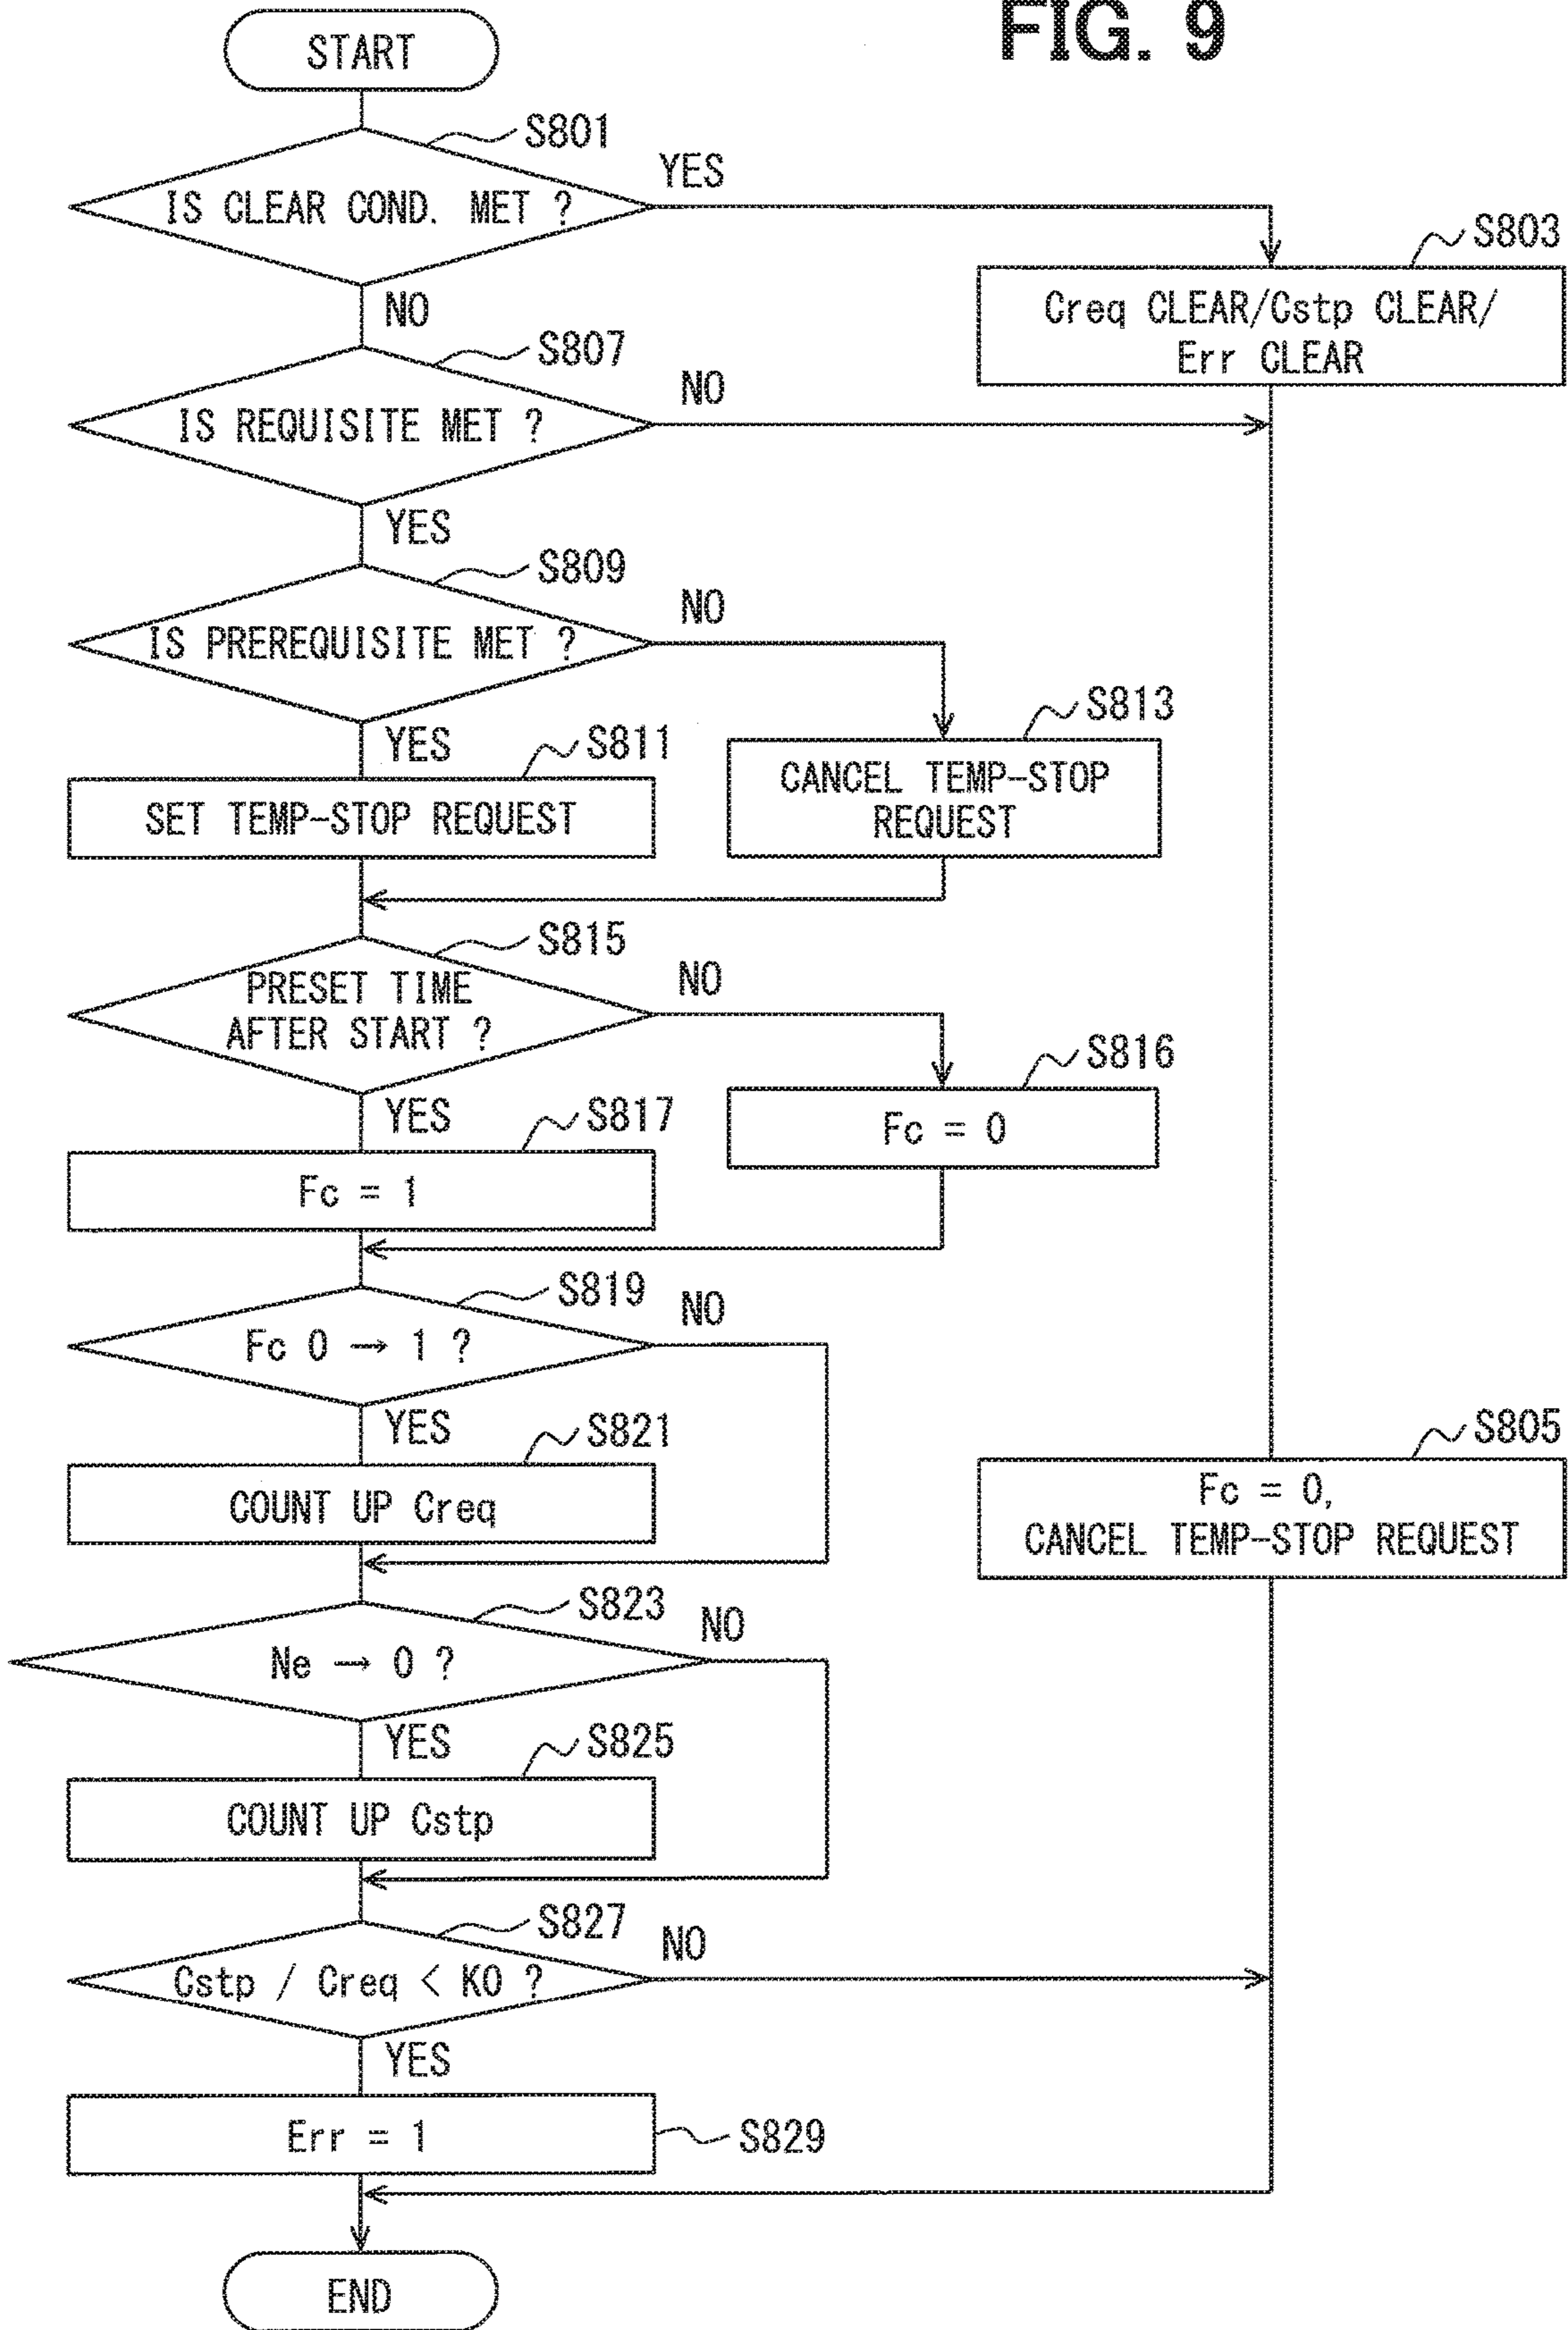 FIG. 9
START
S801
IS CLEAR COND. MET ?
YES
S803
Creq CLEAR/Cstp CLEAR/
Err CLEAR
NO
S807
IS REQUISITE MET ?
NO
YES
S809
IS PREREQUISITE MET ?
NO
YES
S811
SET TEMP-STOP REQUEST
S813
CANCEL TEMP-STOP
REQUEST
S815
PRESET TIME
AFTER START ?
NO
S816
Fc = 0
YES
S817
Fc = 1
S819
Fc 0 → 1 ?
NO
YES
S821
COUNT UP Creq
S805
Fc = 0,
CANCEL TEMP-STOP REQUEST
S823
Ne → 0 ?
NO
YES
S825
COUNT UP Cstp
S827
Cstp / Creq < K0 ?
NO
YES
Err = 1
S829
END